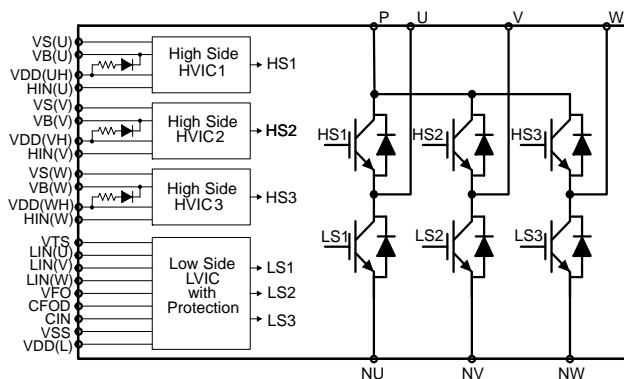 P U V W
VS(U)
VB(U)
VDD(UH)
HIN(U)
High Side
HVIC1
HS1
VS(V)
VB(V)
VDD(VH)
HIN(V)
High Side
HVIC2
HS2
VS(W)
VB(W)
VDD(WH)
HIN(W)
High Side
HVIC3
HS3
VTS
LIN(U)
LIN(V)
LIN(W)
VFO
CFOD
CIN
VSS
VDD(L)
Low Side
LVIC
with
Protection
LS1
LS2
LS3
HS1 HS2 HS3
LS1 LS2 LS3
NU NV NW